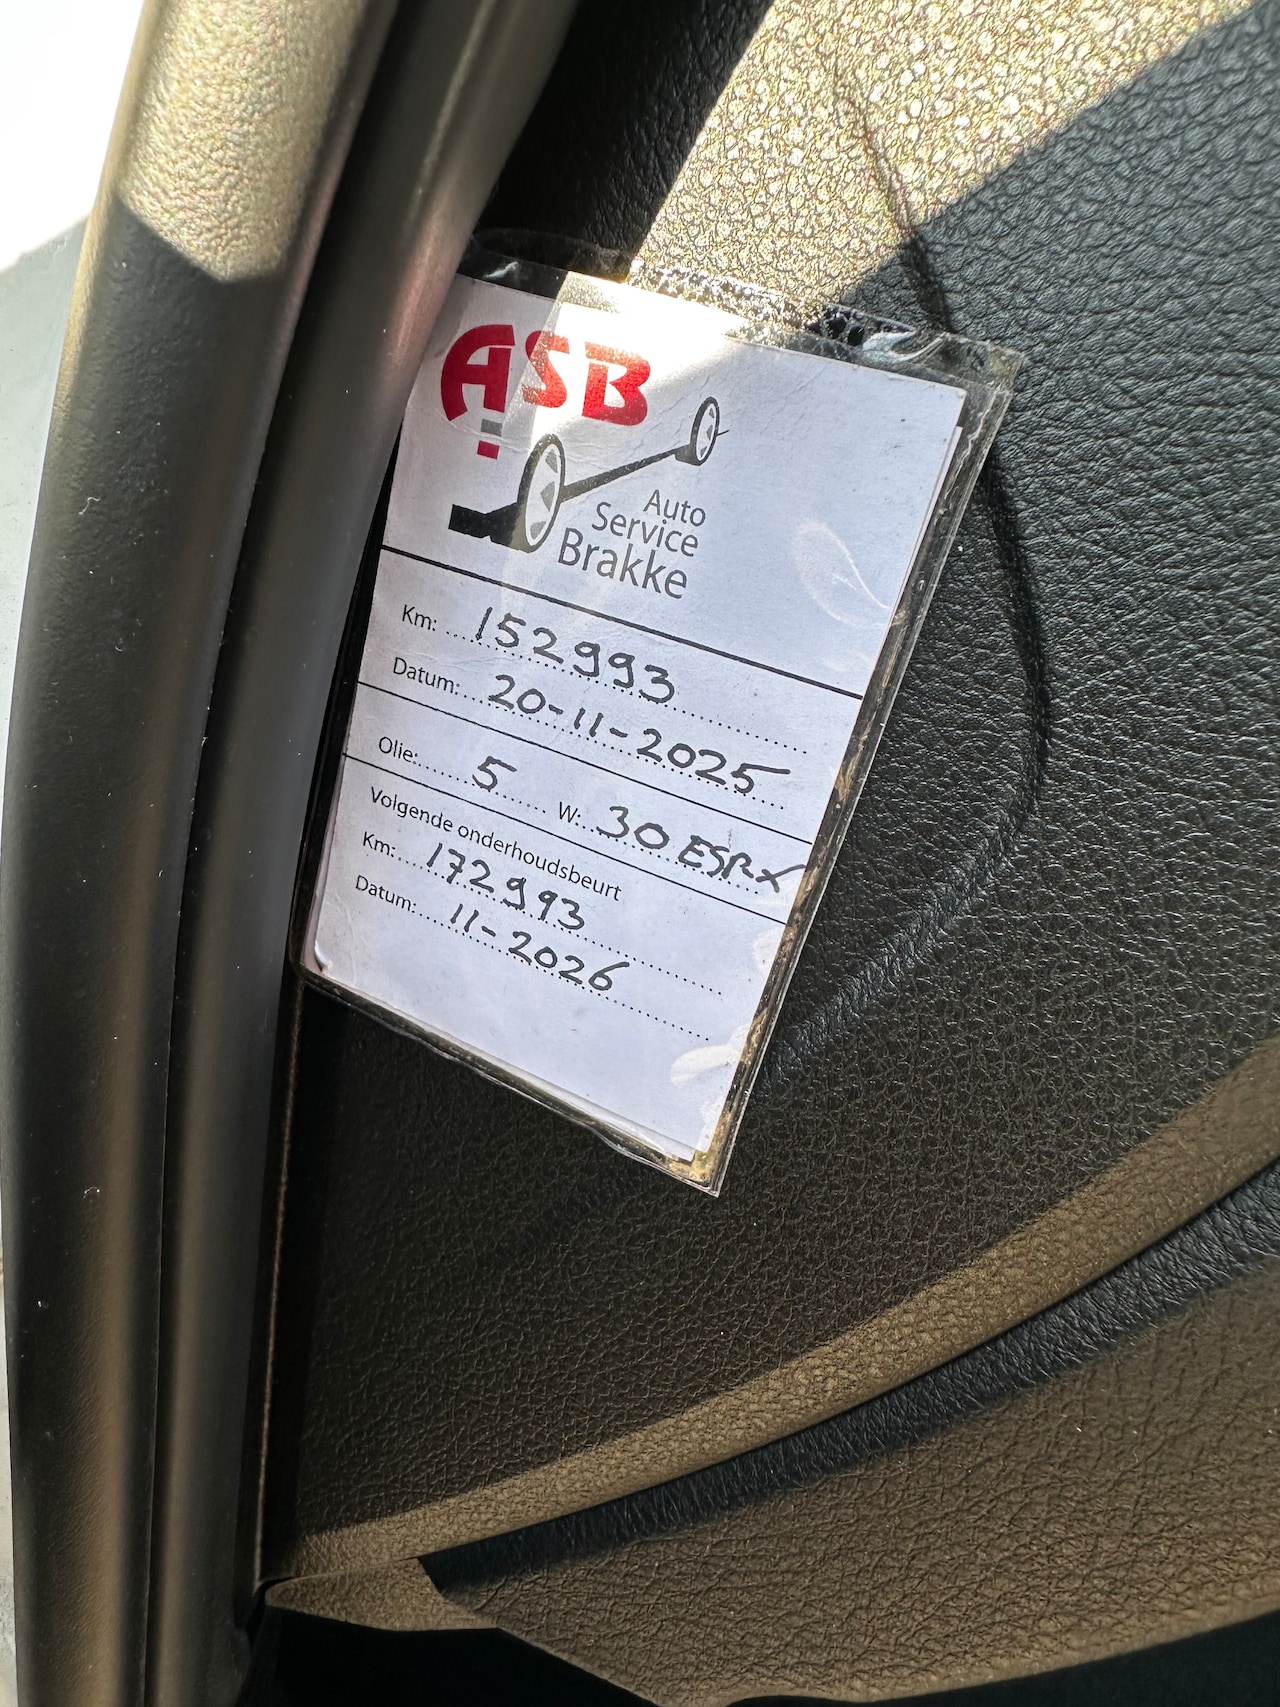 ASB
Auto
Service
Brakke
Km: 152993
Datum: 20-11-2025
Olie: 5 W: 30 ESRX
Volgende onderhoudsbeurt
Km: 172993
Datum: 11-2026